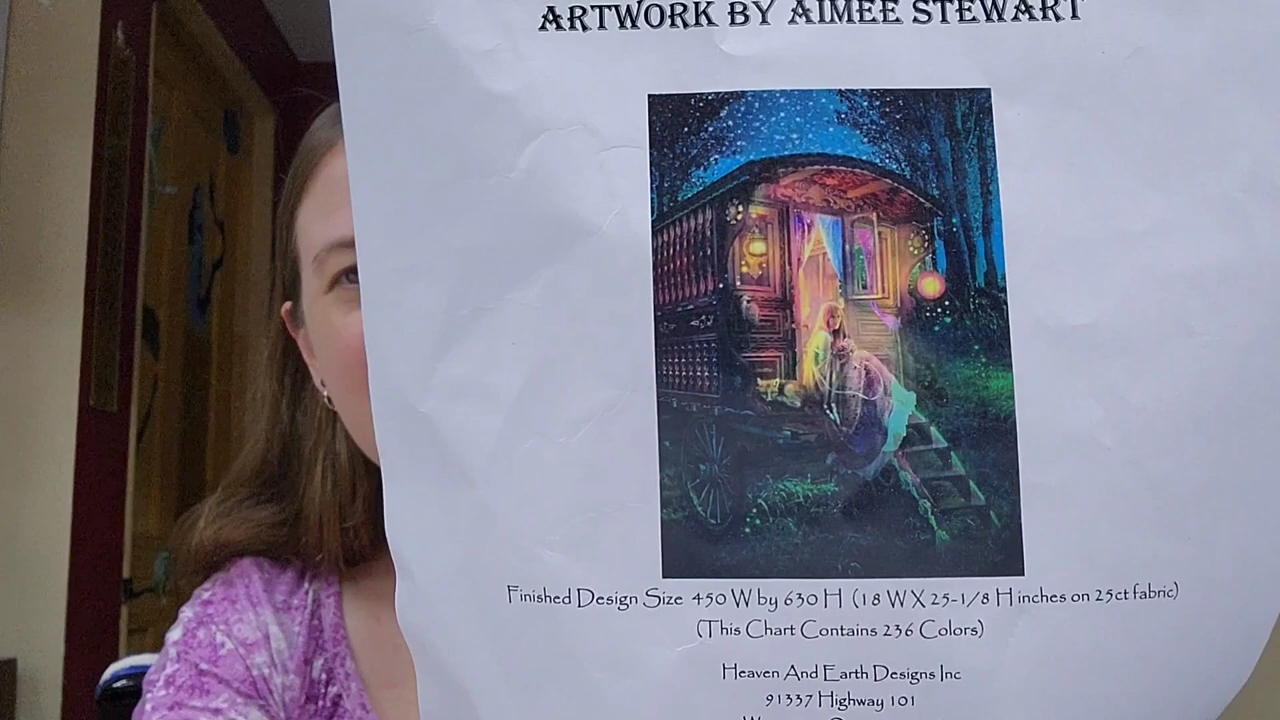 ARTWORK BY AIMEE STEWART
Finished Design Size 450 W by 630 H (18 W X 25-1/8 H inches on 25ct fabric)
(This Chart Contains 236 Colors)
Heaven And Earth Designs Inc
91337 Highway 101